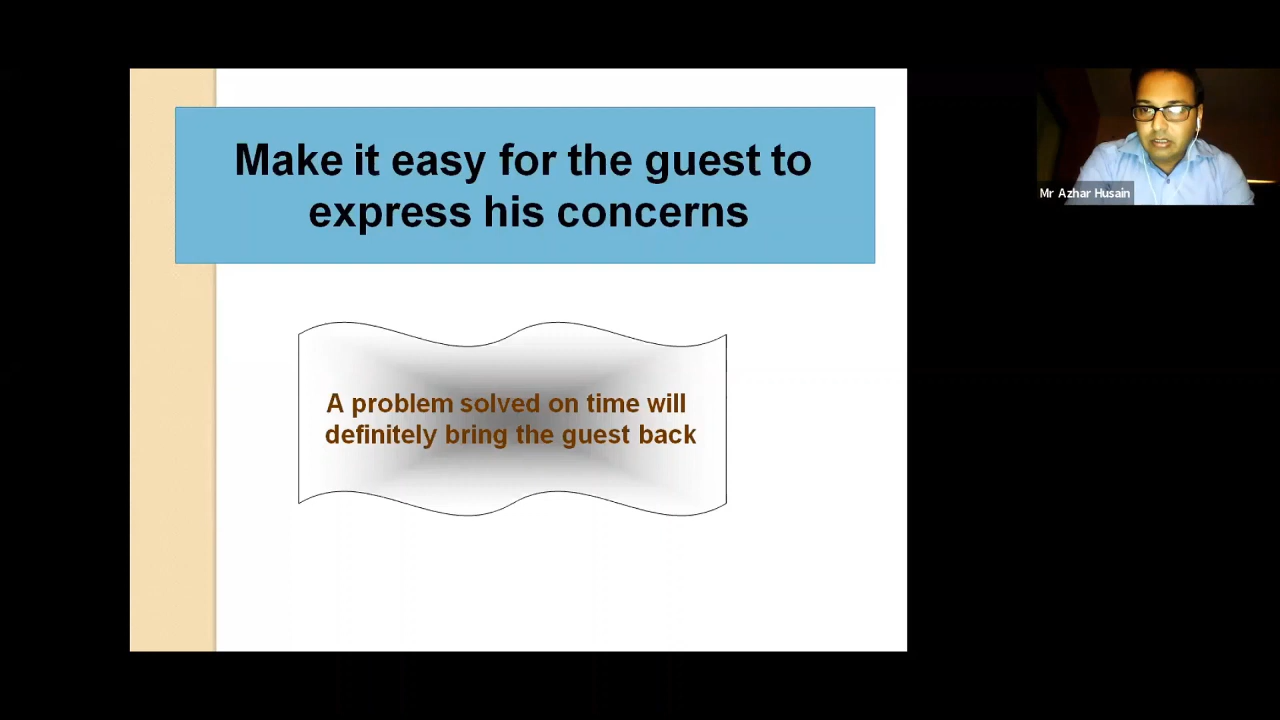 Make it easy for the guest to
express his concerns
A problem solved on time will
definitely bring the guest back
Mr Azhar Husain